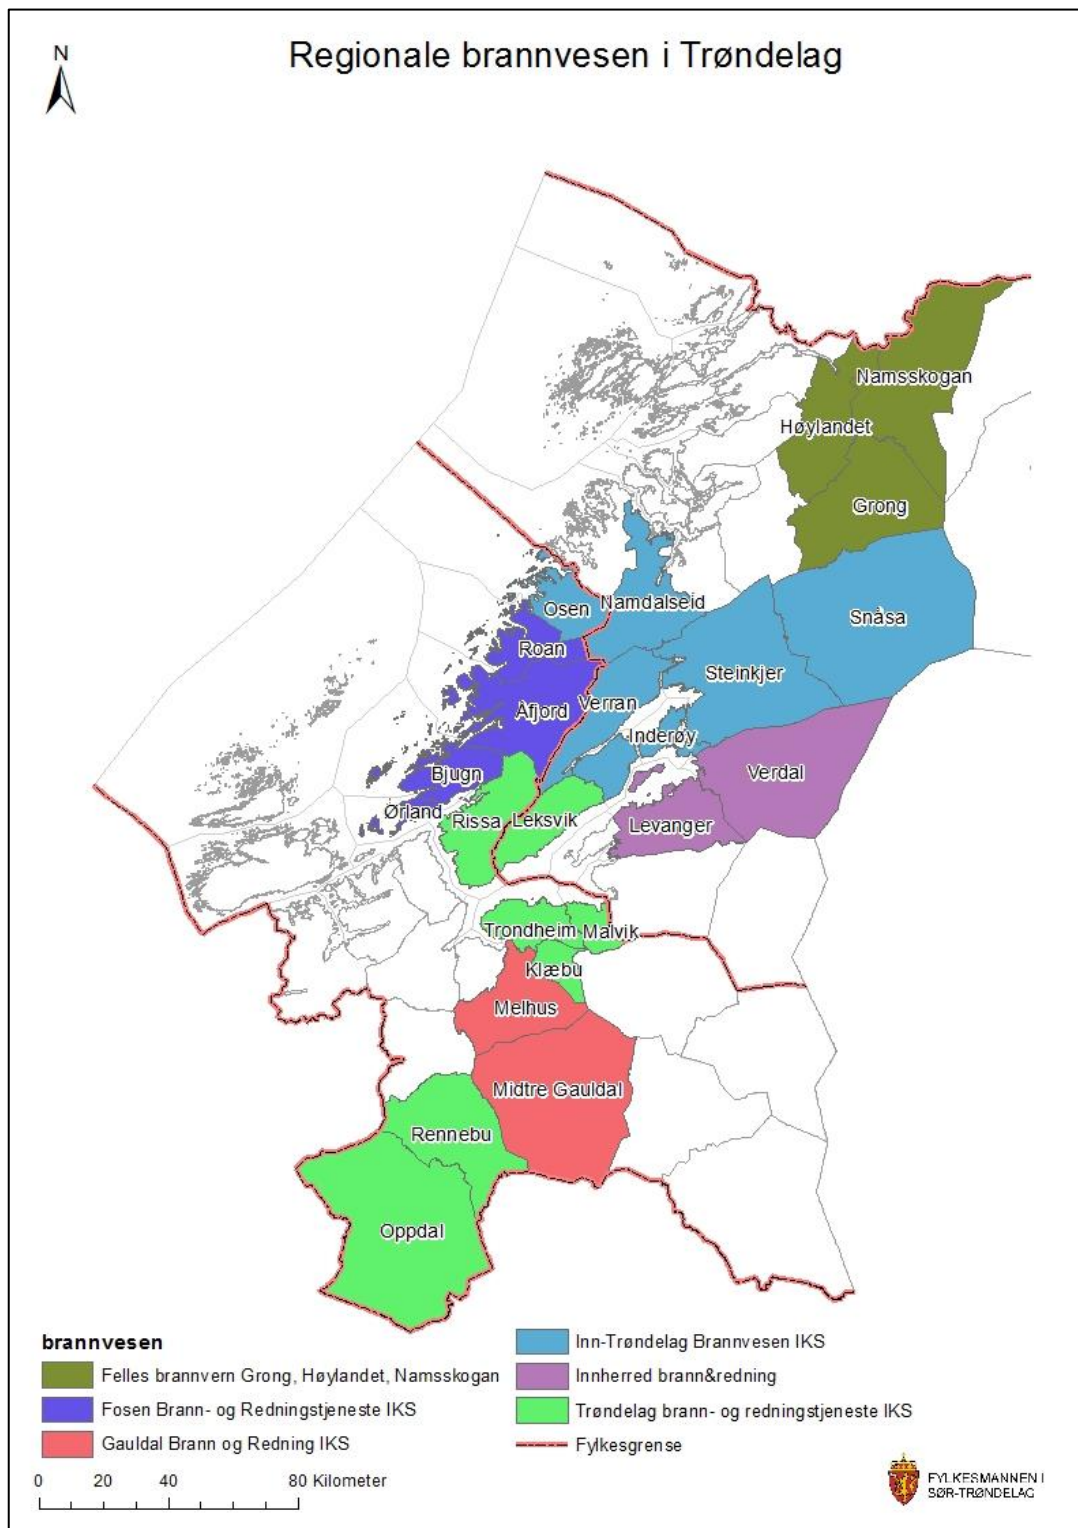 Regionale brannvesen i Trøndelag
N
Namsskogan
Høylandet
Grong
Osen
Namdalseid
Snåsa
Roan
Steinkjer
Åfjord
Verran
Inderøy
Bjugn
Verdal
Ørland
Rissa
Leksvik
Levanger
Trondheim
Malvik
Klæbu
Melhus
Midtre Gauldal
Rennebu
Oppdal
brannvesen
Felles brannvern Grong, Høylandet, Namsskogan
Fosen Brann- og Redningstjeneste IKS
Gauldal Brann og Redning IKS
Inn-Trøndelag Brannvesen IKS
Innherred brann&redning
Trøndelag brann- og redningstjeneste IKS
Fylkesgrense
0 20 40 80 Kilometer
FYLKESMANNEN I
SØR-TRØNDELAG